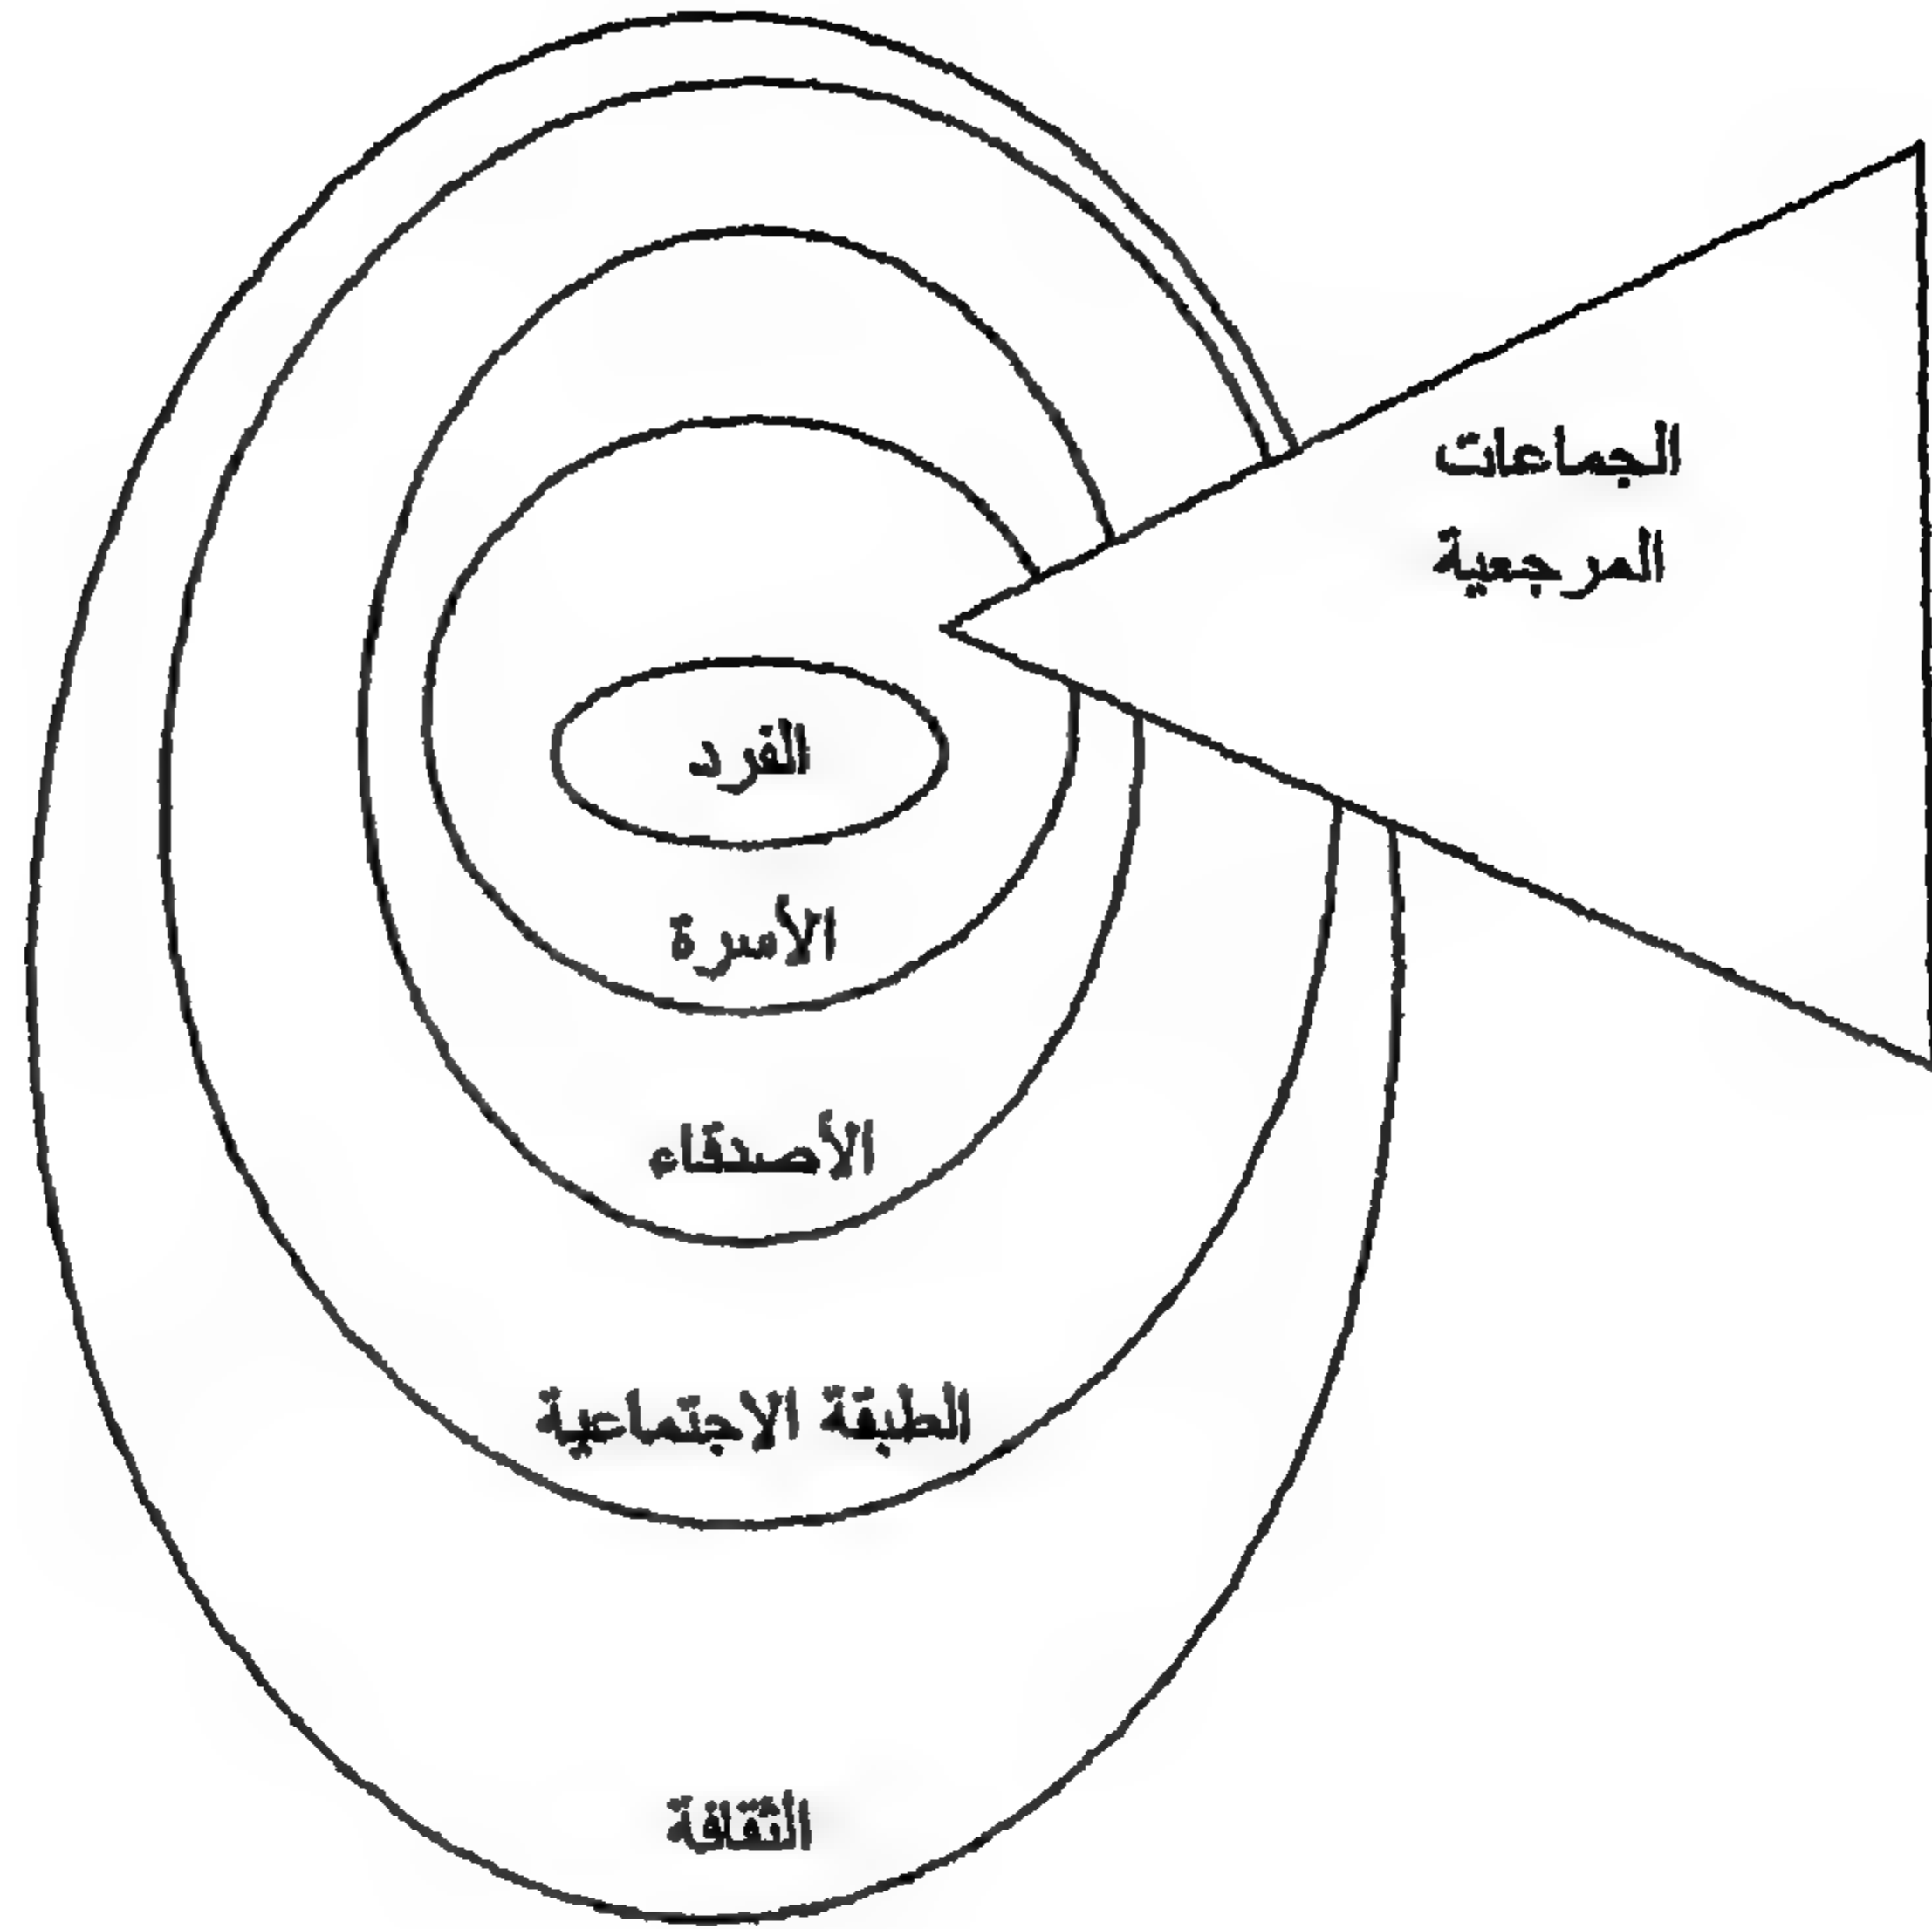 الجماعات
المرجعية
الفرد
الأسرة
الأصدقاء
الطبقة الاجتماعية
الثقافة